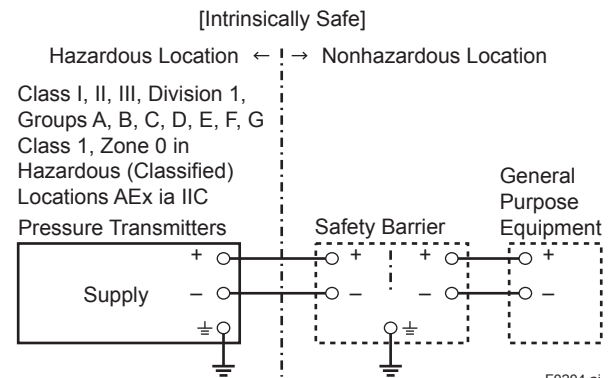 [Intrinsically Safe]
Hazardous Location ← → Nonhazardous Location
Class I, II, III, Division 1,
Groups A, B, C, D, E, F, G
Class 1, Zone 0 in
Hazardous (Classified)
Locations AEx ia IIC
Pressure Transmitters
Safety Barrier
General
Purpose
Equipment
+ + + +
Supply
– – – –